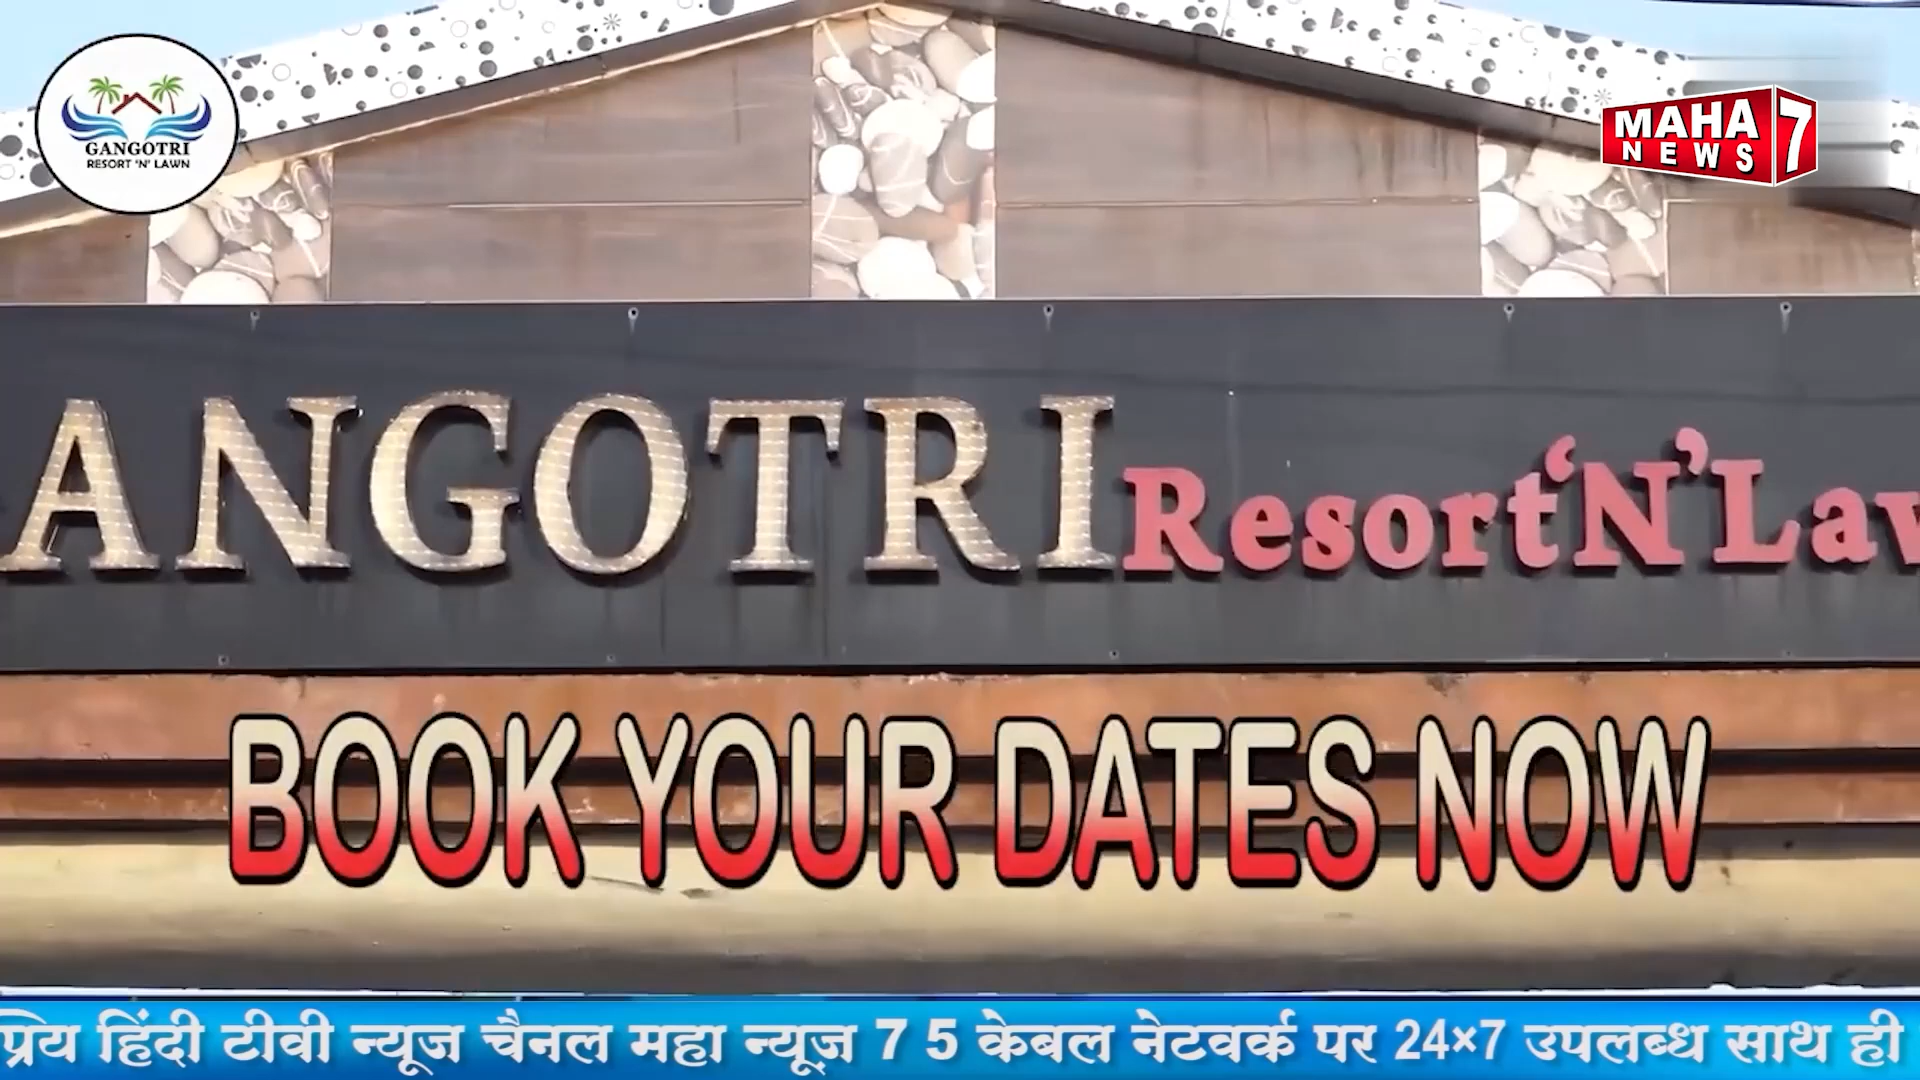 GANGOTRI
RESORT 'N' LAWN
MAHA
NEWS 7
ANGOTRI Resort 'N' Law
BOOK YOUR DATES NOW
प्रिय हिंदी टीवी न्यूज चैनल महा न्यूज़ 7 5 केबल नेटवर्क पर 24×7 उपलब्ध साथ ही